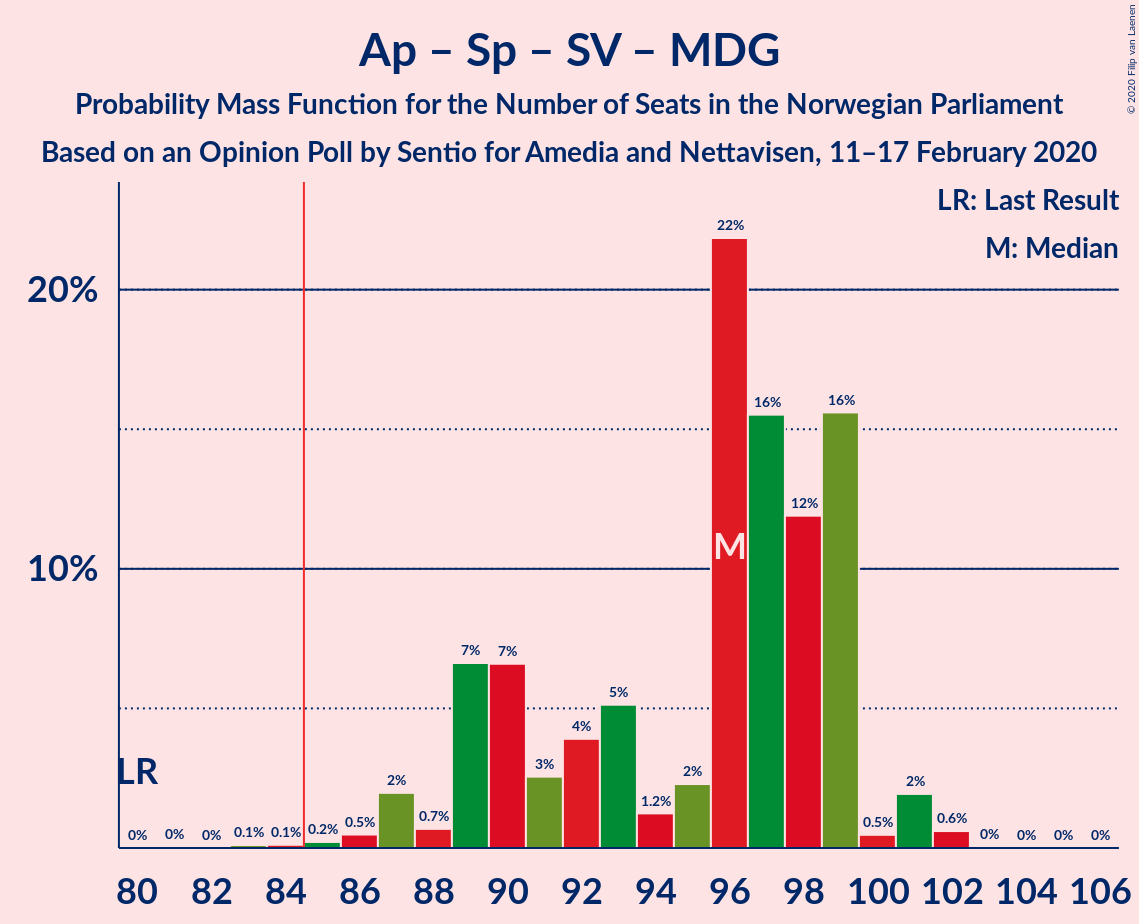 Ap – Sp – SV – MDG
Probability Mass Function for the Number of Seats in the Norwegian Parliament
Based on an Opinion Poll by Sentio for Amedia and Nettavisen, 11–17 February 2020
© 2020 Filip van Laenen
LR: Last Result
M: Median
20%
10%
LR
M
0% 0% 0% 0.1% 0.1% 0.2% 0.5% 2% 0.7% 7% 7% 3% 4% 5% 1.2% 2% 22% 16% 12% 16% 0.5% 2% 0.6% 0% 0% 0% 0%
80 82 84 86 88 90 92 94 96 98 100 102 104 106